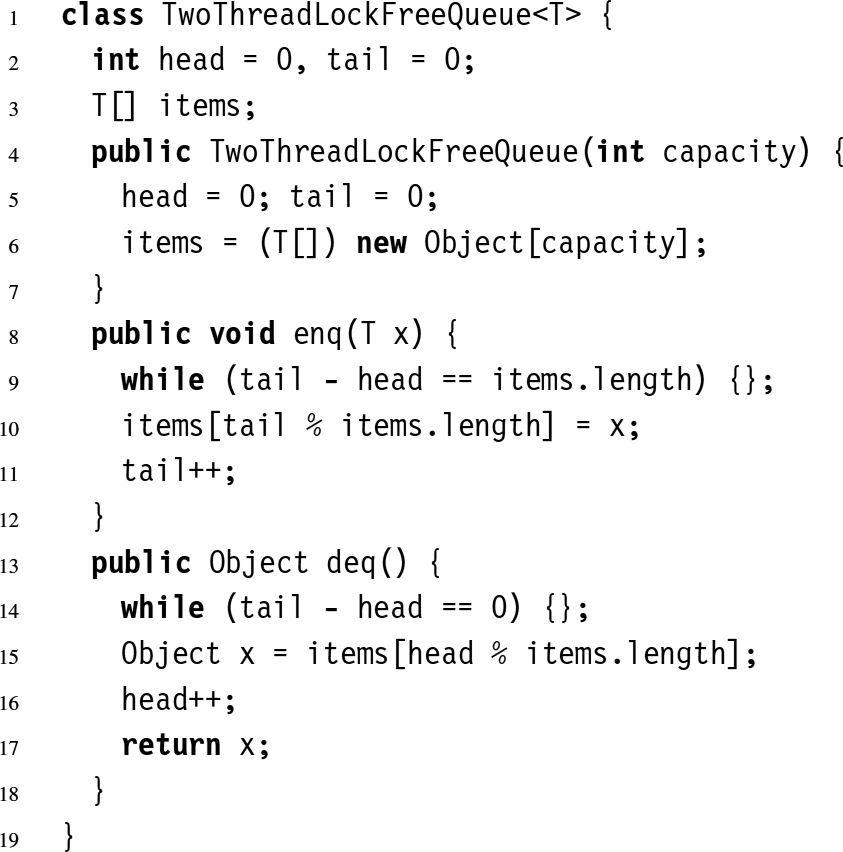 1 class TwoThreadLockFreeQueue<T> {
2 int head = 0, tail = 0;
3 T[] items;
4 public TwoThreadLockFreeQueue(int capacity) {
5 head = 0; tail = 0;
6 items = (T[]) new Object[capacity];
7 }
8 public void enq(T x) {
9 while (tail - head == items.length) {};
10 items[tail % items.length] = x;
11 tail++;
12 }
13 public Object deq() {
14 while (tail - head == 0) {};
15 Object x = items[head % items.length];
16 head++;
17 return x;
18 }
19 }